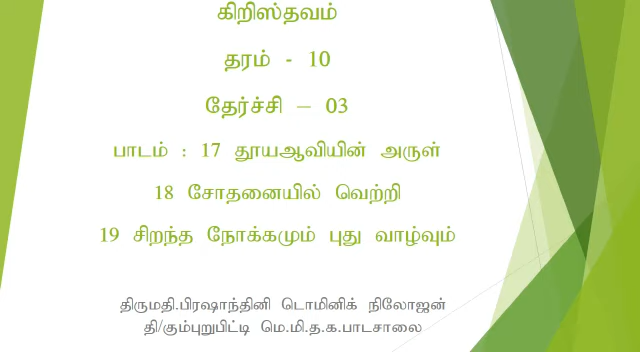 கிறிஸ்தவம்
தரம் - 10
தேர்ச்சி – 03
பாடம் : 17 தூயஆவியின் அருள்
18 சோதனையில் வெற்றி
19 சிறந்த நோக்கமும் புது வாழ்வும்
திருமதி.பிரஷாந்தினி டொமினிக் நிலோஜன்
தி/கும்புறுபிட்டி மெ.மி.த.க.பாடசாலை